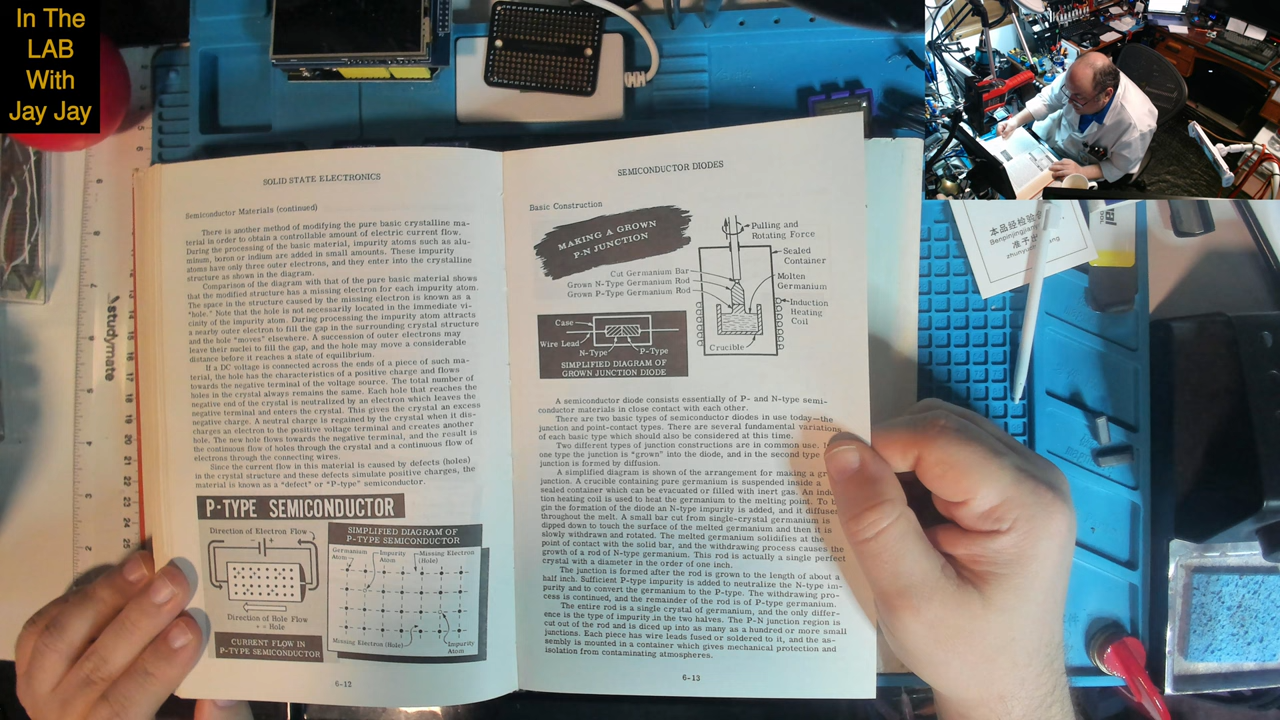 In The
LAB
With
Jay Jay
SOLID STATE ELECTRONICS
Semiconductor Materials (continued)
There is another method of modifying the pure basic crystalline ma-
terial in order to obtain a controllable amount of electric current flow.
During the processing of the basic material, impurity atoms such as alu-
minum, boron or indium are added in small amounts. These impurity
atoms have only three outer electrons, and they enter into the crystalline
structure as shown in the diagram.
Comparison of the diagram with that of the pure basic material shows
that the modified structure has a missing electron for each impurity atom.
The space in the structure caused by the missing electron is known as a
"hole." Note that the hole is not necessarily located in the immediate vi-
cinity of the impurity atom. During processing the impurity atom attracts
a nearby outer electron to fill the gap in the surrounding crystal structure
and the hole "moves" elsewhere. A succession of outer electrons may
leave their nuclei to fill the gap, and the hole may move a considerable
distance before it reaches a state of equilibrium.
If a DC voltage is connected across the ends of a piece of such ma-
terial, the hole has the characteristics of a positive charge and flows
towards the negative terminal of the voltage source. The total number of
holes in the crystal always remains the same. Each hole that reaches the
negative end of the crystal is neutralized by an electron which leaves the
negative terminal and enters the crystal. This gives the crystal an excess
negative charge. A neutral charge is regained by the crystal when it dis-
charges an electron to the positive voltage terminal and creates another
hole. The new hole flows towards the negative terminal, and the result is
the continuous flow of holes through the crystal and a continuous flow of
electrons through the connecting wires.
Since the current flow in this material is caused by defects (holes)
in the crystal structure and these defects simulate positive charges, the
material is known as a "defect" or "P-type" semiconductor.
P-TYPE SEMICONDUCTOR
Direction of Electron Flow
Direction of Hole Flow
+ = Hole
CURRENT FLOW IN
P-TYPE SEMICONDUCTOR
SIMPLIFIED DIAGRAM OF
P-TYPE SEMICONDUCTOR
Germanium
Atom
Impurity
Atom
Missing Electron
(Hole)
Missing Electron (Hole)
Impurity
Atom
6-12
SEMICONDUCTOR DIODES
Basic Construction
MAKING A GROWN
P-N JUNCTION
Pulling and
Rotating Force
Sealed
Container
Cut Germanium Bar
Grown N-Type Germanium Rod
Grown P-Type Germanium Rod
Molten
Germanium
Induction
Heating
Coil
Crucible
Case
Wire Lead
N-Type
P-Type
SIMPLIFIED DIAGRAM OF
GROWN JUNCTION DIODE
A semiconductor diode consists essentially of P- and N-type semi-
conductor materials in close contact with each other.
There are two basic types of semiconductor diodes in use today—the
junction and point-contact types. There are several fundamental variations
of each basic type which should also be considered at this time.
Two different types of junction constructions are in common use. In
one type the junction is "grown" into the diode, and in the second type
junction is formed by diffusion.
A simplified diagram is shown of the arrangement for making a
junction. A crucible containing pure germanium is suspended inside a
sealed container which can be evacuated or filled with inert gas. An
tion heating coil is used to heat the germanium to the melting point. To
gin the formation of the diode an N-type impurity is added, and it diffuses
throughout the melt. A small bar cut from single-crystal germanium is
dipped down to touch the surface of the melted germanium and then it is
slowly withdrawn and rotated. The melted germanium solidifies at the
point of contact with the solid bar, and the withdrawing process causes the
growth of a rod of N-type germanium. This rod is actually a single perfect
crystal with a diameter in the order of one inch.
The junction is formed after the rod is grown to the length of about a
half inch. Sufficient P-type impurity is added to neutralize the N-type im-
purity and to convert the germanium to the P-type. The withdrawing pro-
cess is continued, and the remainder of the rod is of P-type germanium.
The entire rod is a single crystal of germanium, and the only differ-
ence is the type of impurity in the two halves. The P-N junction region is
cut out of the rod and is diced up into as many as a hundred or more small
junctions. Each piece has wire leads fused or soldered to it, and the as-
sembly is mounted in a container which gives mechanical protection and
isolation from contaminating atmospheres.
6-13
studymate